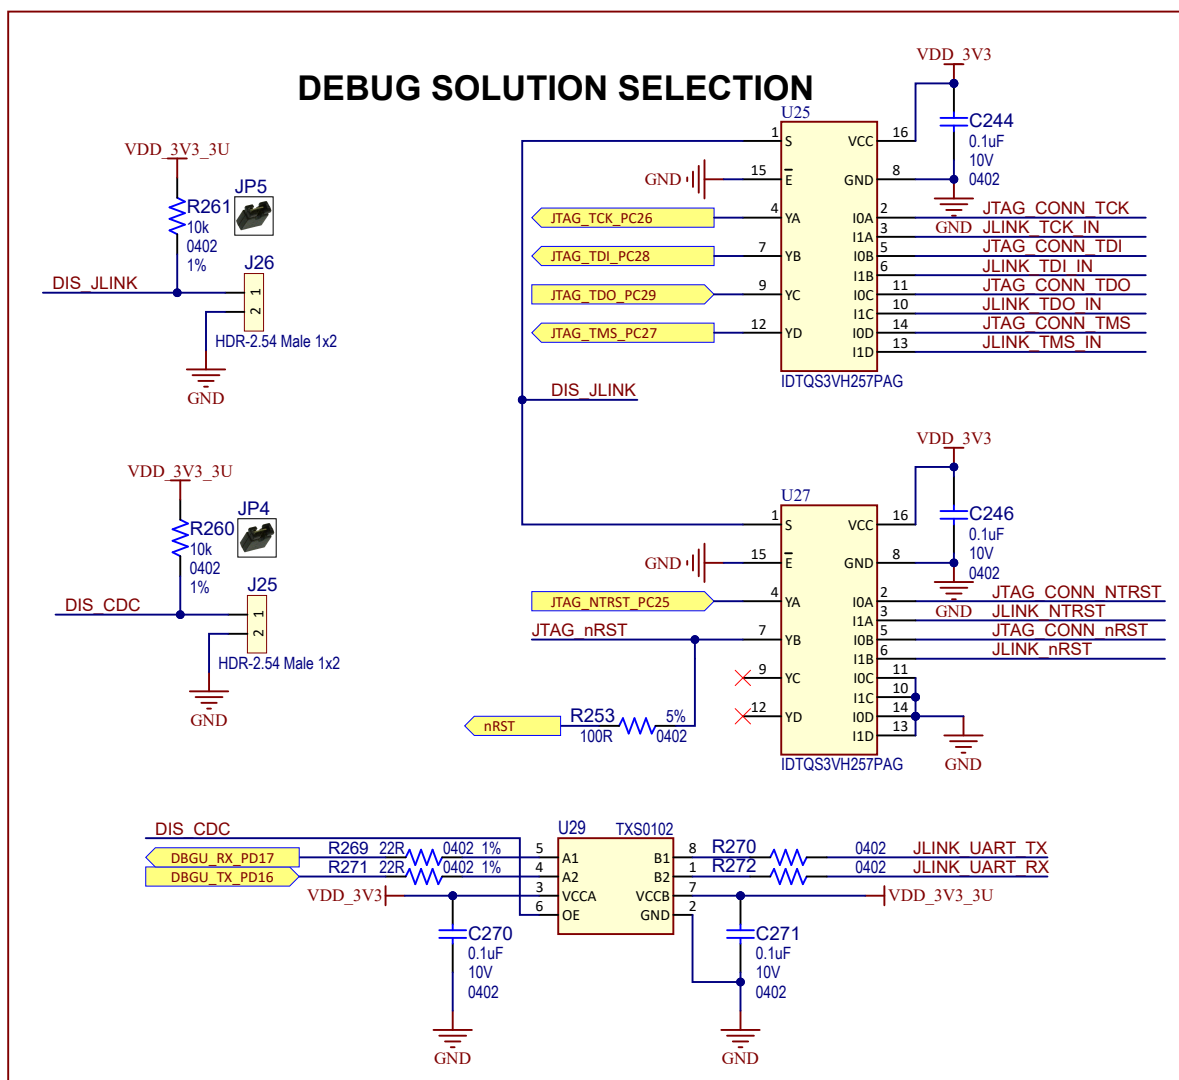 DEBUG SOLUTION SELECTION
VDD_3V3_3U
R261
10k
0402
1%
JP5
DIS_JLINK
J26
1
2
HDR-2.54 Male 1x2
GND
VDD_3V3_3U
R260
10k
0402
1%
JP4
DIS_CDC
J25
1
2
HDR-2.54 Male 1x2
GND
U25
VDD_3V3
C244
0.1uF
10V
0402
GND
1 S VCC 16
GND 15 E GND 8
JTAG_TCK_PC26 4 YA I0A 2 JTAG_CONN_TCK
I1A 3 JLINK_TCK_IN
JTAG_TDI_PC28 7 YB I0B 5 JTAG_CONN_TDI
I1B 6 JLINK_TDI_IN
JTAG_TDO_PC29 9 YC I0C 11 JTAG_CONN_TDO
I1C 10 JLINK_TDO_IN
JTAG_TMS_PC27 12 YD I0D 14 JTAG_CONN_TMS
I1D 13 JLINK_TMS_IN
IDTQS3VH257PAG
DIS_JLINK
U27
VDD_3V3
C246
0.1uF
10V
0402
GND
1 S VCC 16
GND 15 E GND 8
JTAG_NTRST_PC25 4 YA I0A 2 JTAG_CONN_NTRST
I1A 3 JLINK_NTRST
JTAG_nRST 7 YB I0B 5 JTAG_CONN_nRST
I1B 6 JLINK_nRST
9 YC I0C 11
I1C 10
12 YD I0D 14
I1D 13
nRST R253 5%
100R 0402
GND
IDTQS3VH257PAG
DIS_CDC
U29 TXS0102
DBGU_RX_PD17 R269 22R 0402 1% 5 A1 B1 8 R270 0402 JLINK_UART_TX
DBGU_TX_PD16 R271 22R 0402 1% 4 A2 B2 1 R272 0402 JLINK_UART_RX
VDD_3V3 3 VCCA VCCB 7 VDD_3V3_3U
6 OE GND 2
C270
0.1uF
10V
0402
GND
C271
0.1uF
10V
0402
GND